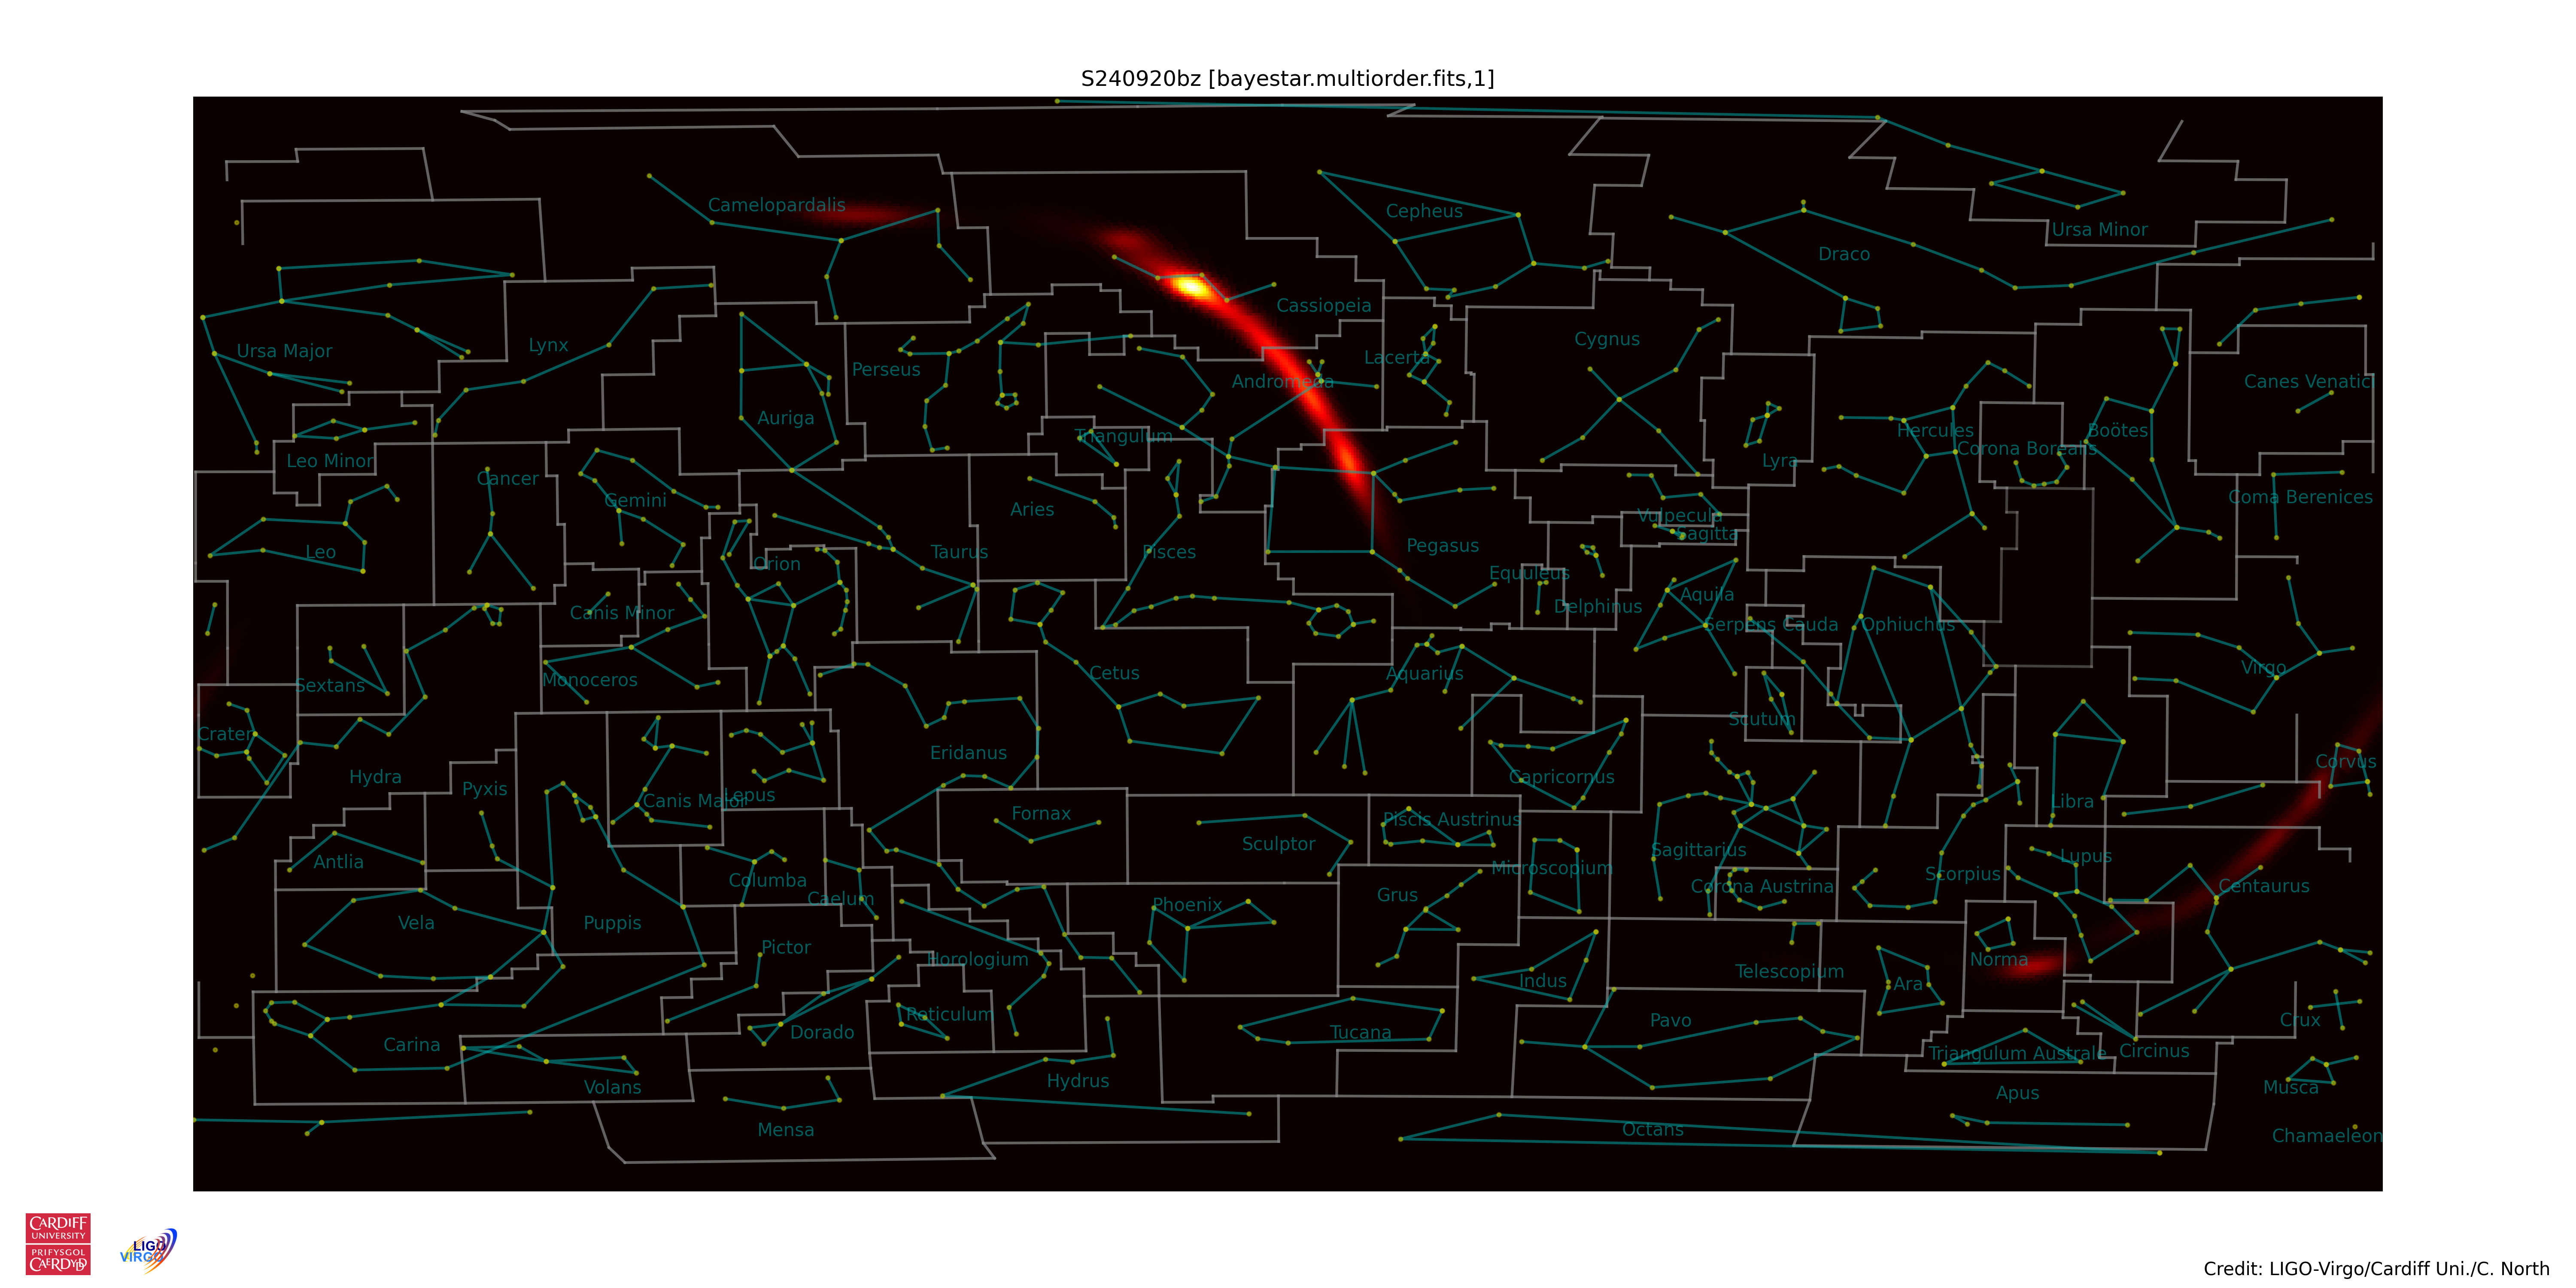 S240920bz [bayestar.multiorder.fits,1]
Camelopardalis
Cepheus
Ursa Minor
Draco
Cassiopeia
Cygnus
Ursa Major
Lynx
Lacerta
Perseus
Andromeda
Canes Venatici
Auriga
Triangulum
Hercules
Boötes
Corona Borealis
Leo Minor
Lyra
Cancer
Gemini
Coma Berenices
Aries
Vulpecula
Sagitta
Leo
Taurus
Pisces
Pegasus
Orion
Equuleus
Aquila
Delphinus
Canis Minor
Serpens Cauda
Ophiuchus
Virgo
Cetus
Aquarius
Monoceros
Sextans
Scutum
Crater
Eridanus
Corvus
Hydra
Capricornus
Pyxis
Lepus
Canis Major
Libra
Fornax
Piscis Austrinus
Sculptor
Sagittarius
Lupus
Antlia
Microscopium
Scorpius
Columba
Corona Austrina
Centaurus
Grus
Caelum
Phoenix
Vela
Puppis
Pictor
Horologium
Norma
Telescopium
Indus
Ara
Reticulum
Pavo
Crux
Dorado
Tucana
Carina
Circinus
Triangulum Australe
Hydrus
Volans
Musca
Apus
Mensa
Octans
Chamaeleon
CARDIFF
UNIVERSITY
PRIFYSGOL
CAERDYDD
LIGO
VIRGO
Credit: LIGO-Virgo/Cardiff Uni./C. North